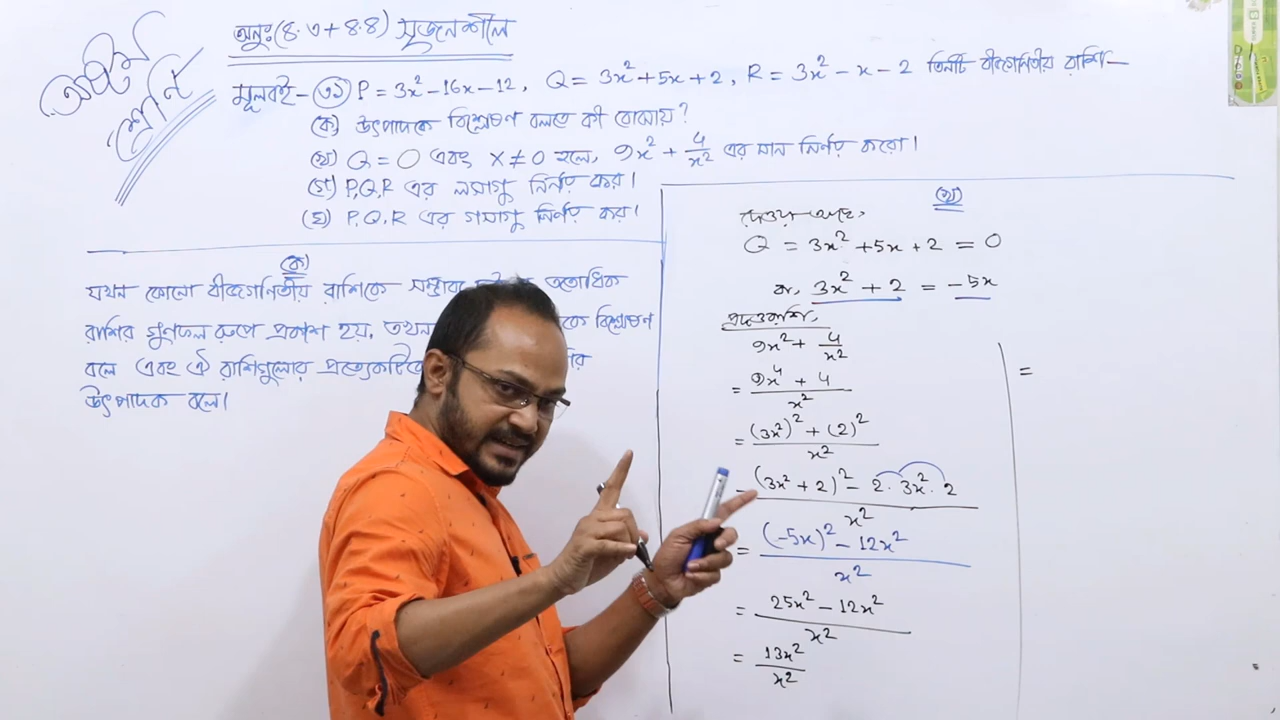 অষ্টম
শ্রেণি
অনুঃ(৪.৩+৪.৪) সৃজনশীল
মূলবই- ৩১ P = 3x² - 16x - 12, Q = 3x² + 5x + 2, R = 3x² - x - 2 তিনটি বীজগণিতীয় রাশি-
(ক) উৎপাদকে বিশ্লেষণ বলতে কী বোঝায়?
(খ) Q = 0 এবং x ≠ 0 হলে, 9x² + 4/x² এর মান নির্ণয় করো।
(গ) P,Q,R এর লসাগু নির্ণয় কর।
(ঘ) P,Q,R এর গসাগু নির্ণয় কর।
(ক)
যখন কোনো বীজগণিতীয় রাশিকে ততোধিক
রাশির গুণফল রূপে প্রকাশ হয়, তখন বিশ্লেষণ
বলে এবং ঐ রাশিগুলোর প্রত্যেকটিকে
উৎপাদক বলে।
(খ)
দেওয়া আছে,
Q = 3x² + 5x + 2 = 0
বা, 3x² + 2 = -5x
প্রদত্তরাশি,
9x² + 4/x²
= (9x⁴ + 4)/x²
= ((3x²)² + (2)²)/x²
= ((3x² + 2)² - 2.3x².2)/x²
= ((-5x)² - 12x²)/x²
= (25x² - 12x²)/x²
= 13x²/x²
=